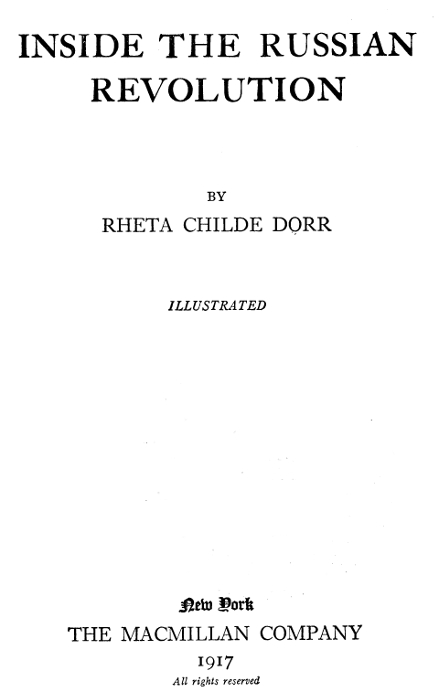 INSIDE THE RUSSIAN
REVOLUTION
BY
RHETA CHILDE DORR
ILLUSTRATED
New York
THE MACMILLAN COMPANY
1917
All rights reserved